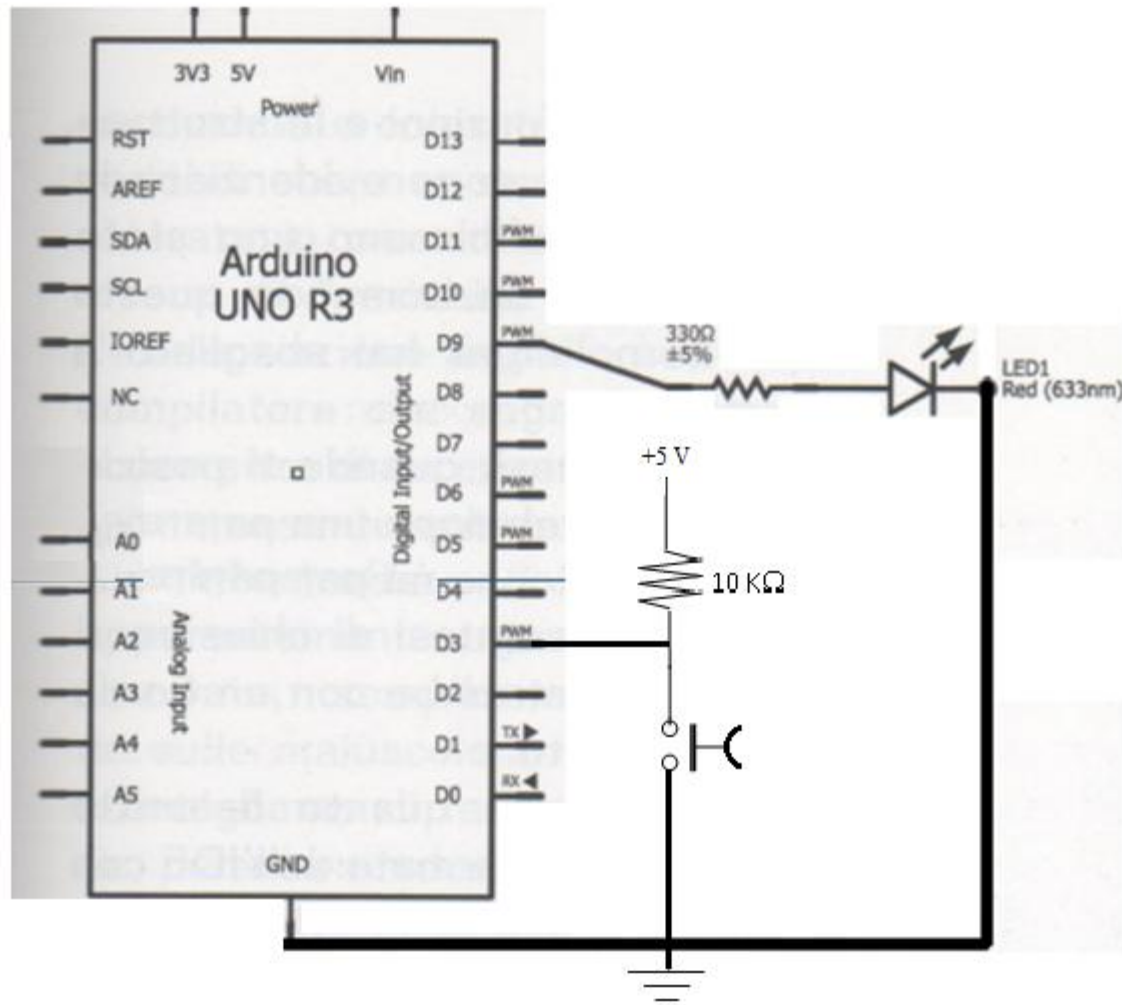 3V3 5V Vin
Power
RST D13
AREF D12
SDA D11 PWM
SCL D10 PWM
Arduino
UNO R3
IOREF D9 PWM
NC D8
D7
D6 PWM
A0 D5 PWM
A1 D4
A2 D3 PWM
A3 D2
A4 D1 TX
A5 D0 RX
Digital Input/Output
Analog Input
GND
330Ω
±5%
LED1
Red (633nm)
+5 V
10 KΩ